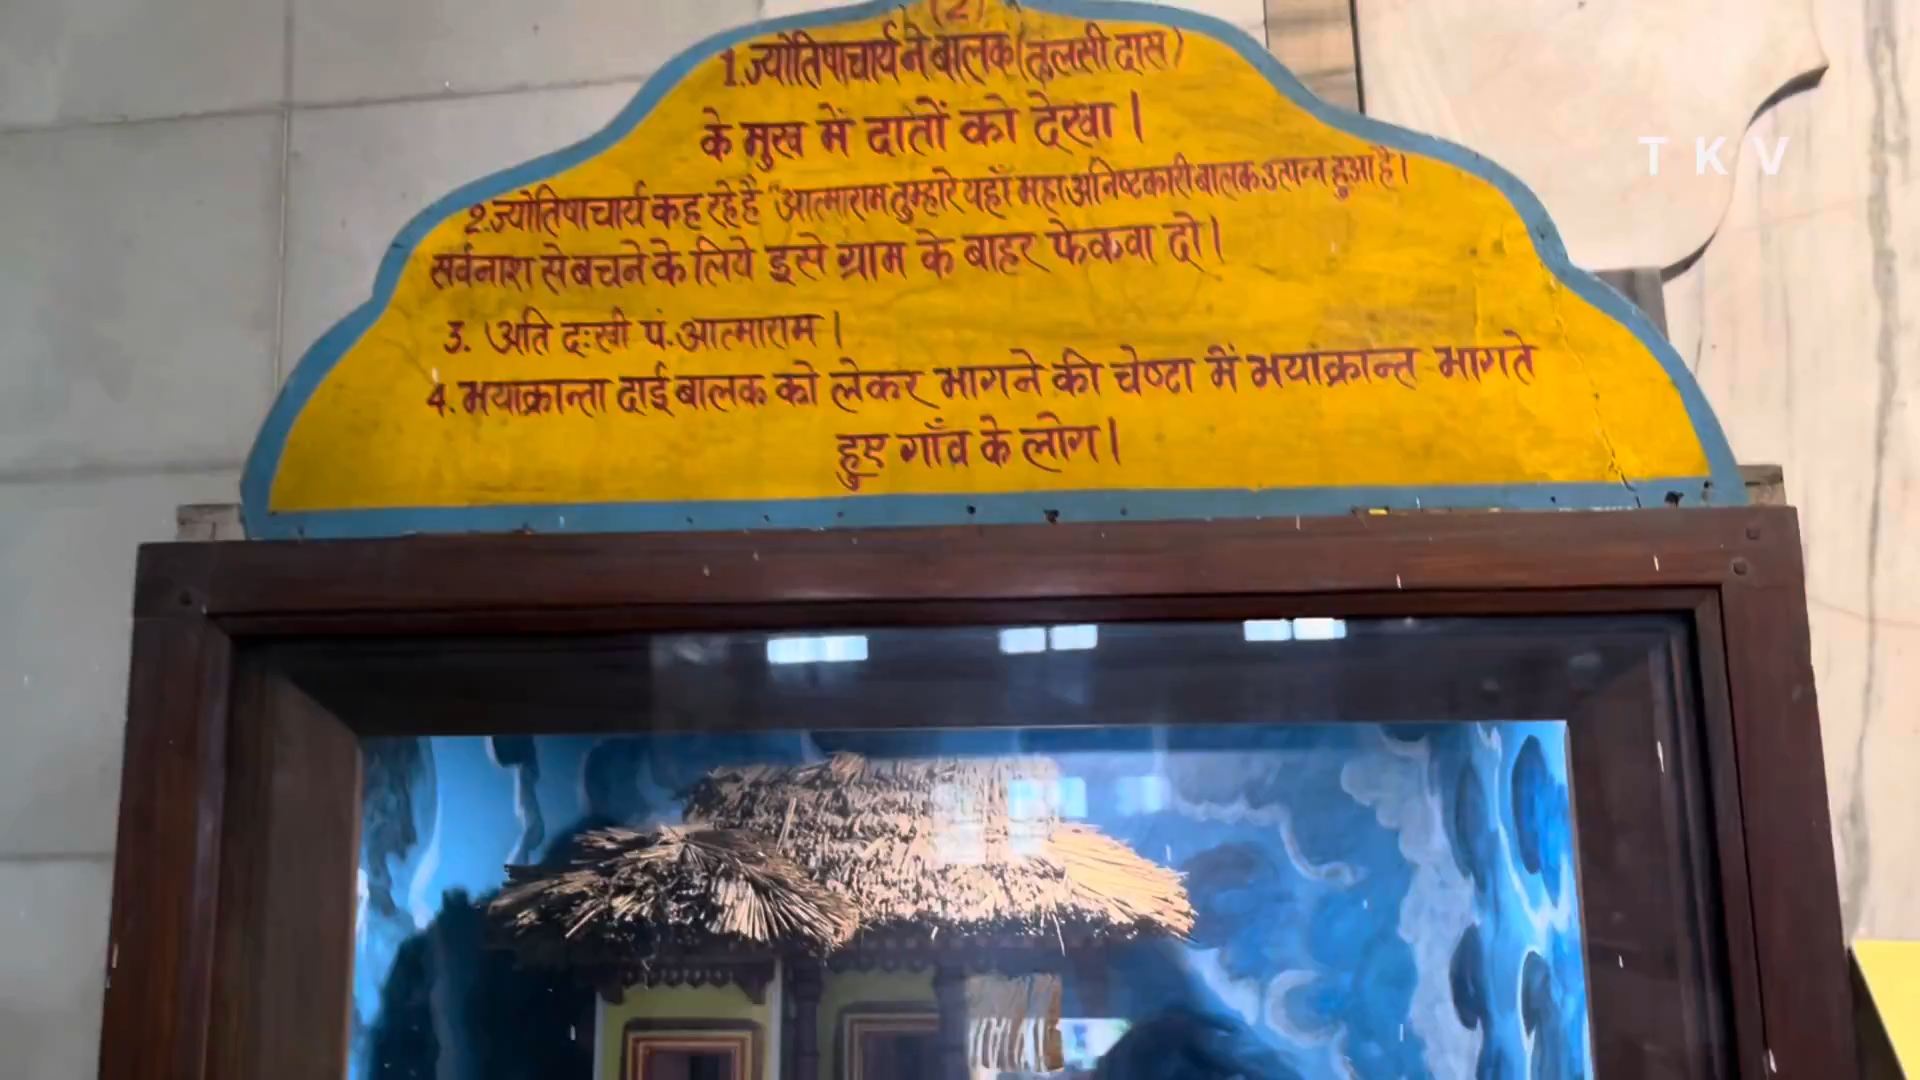 (2)
1. ज्योतिषाचार्य ने बालक (तुलसी दास)
के मुख में दातों को देखा।
T K V
2. ज्योतिषाचार्य कह रहे है "आत्माराम तुम्हारे यहाँ महा अनिष्टकारी बालक उत्पन्न हुआ है।
सर्वनाश से बचने के लिये इसे ग्राम के बाहर फेकवा दो।
3. अति दुःखी पं. आत्माराम।
4. भयाक्रान्ता दाई बालक को लेकर भागने की चेष्टा में भयाक्रान्त भागते
हुए गाँव के लोग।